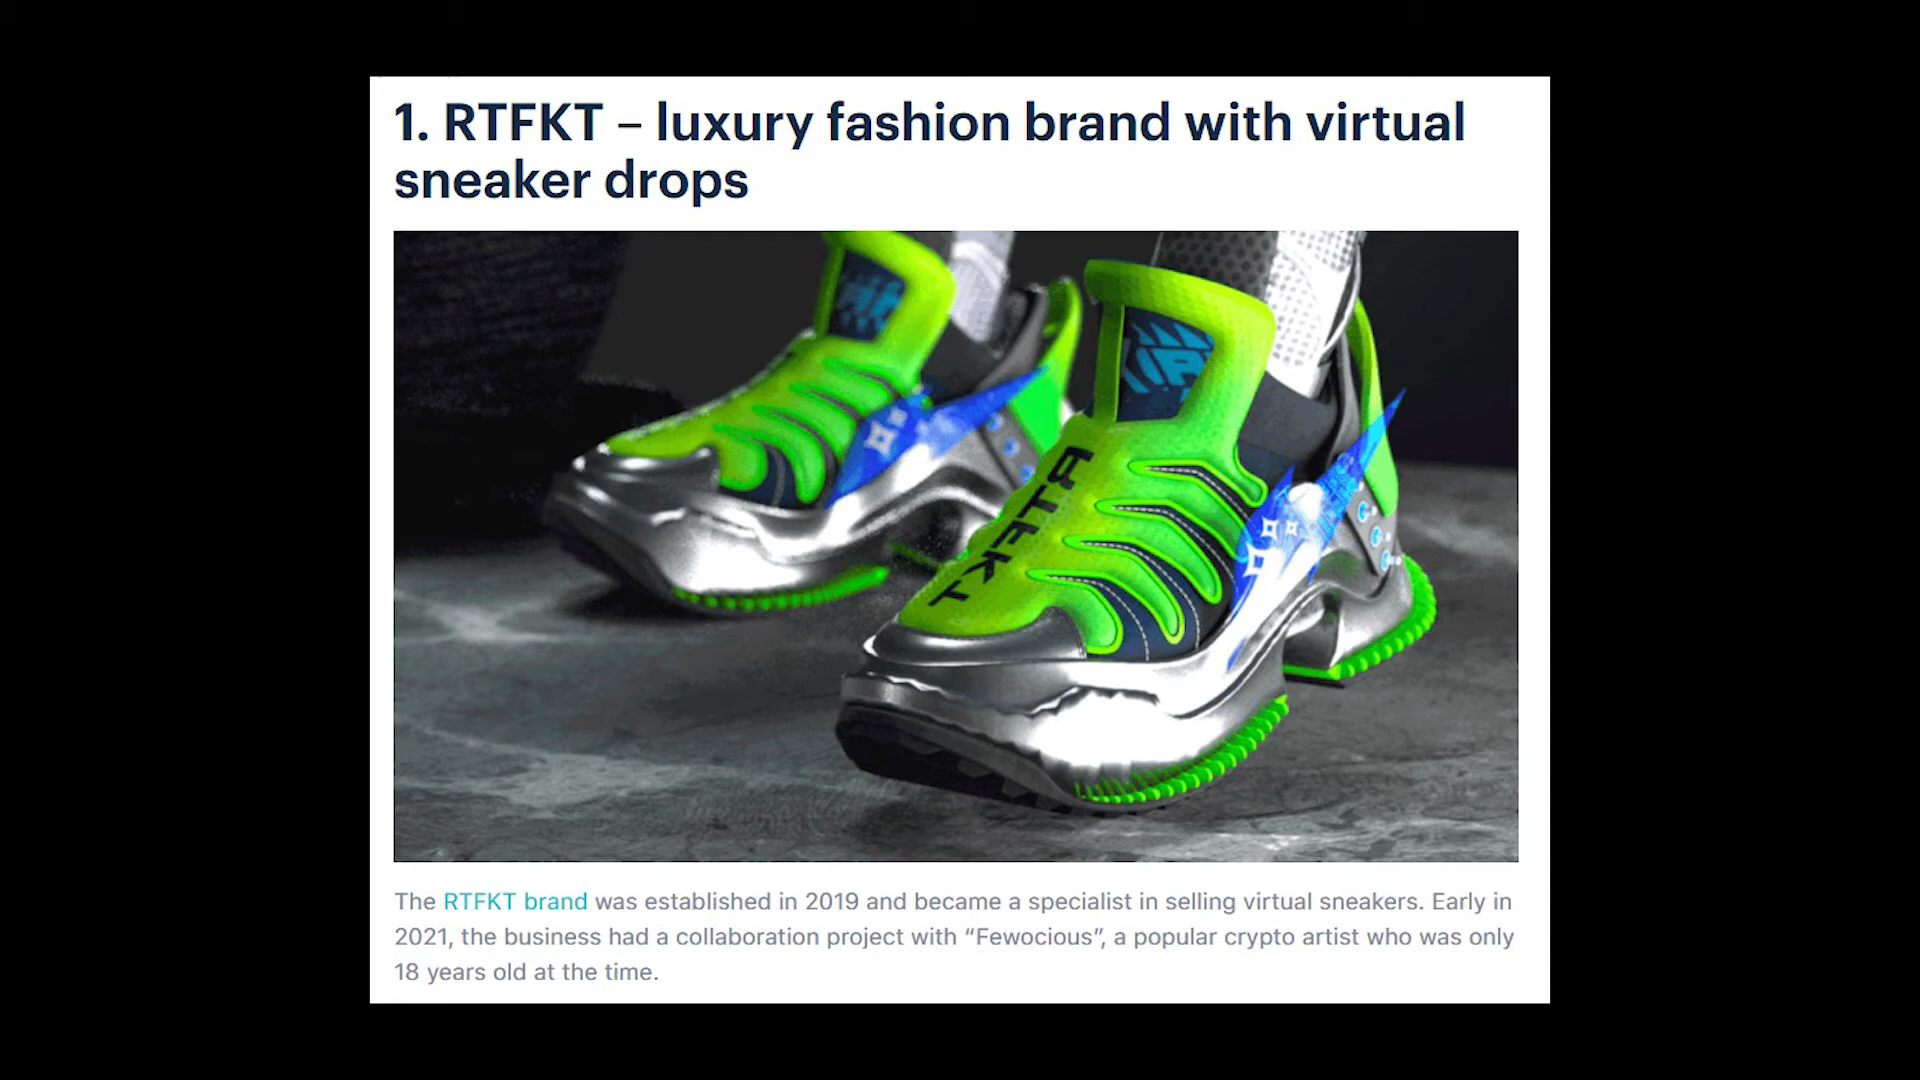 1. RTFKT – luxury fashion brand with virtual
sneaker drops
RTFKT
The RTFKT brand was established in 2019 and became a specialist in selling virtual sneakers. Early in
2021, the business had a collaboration project with “Fewocious”, a popular crypto artist who was only
18 years old at the time.